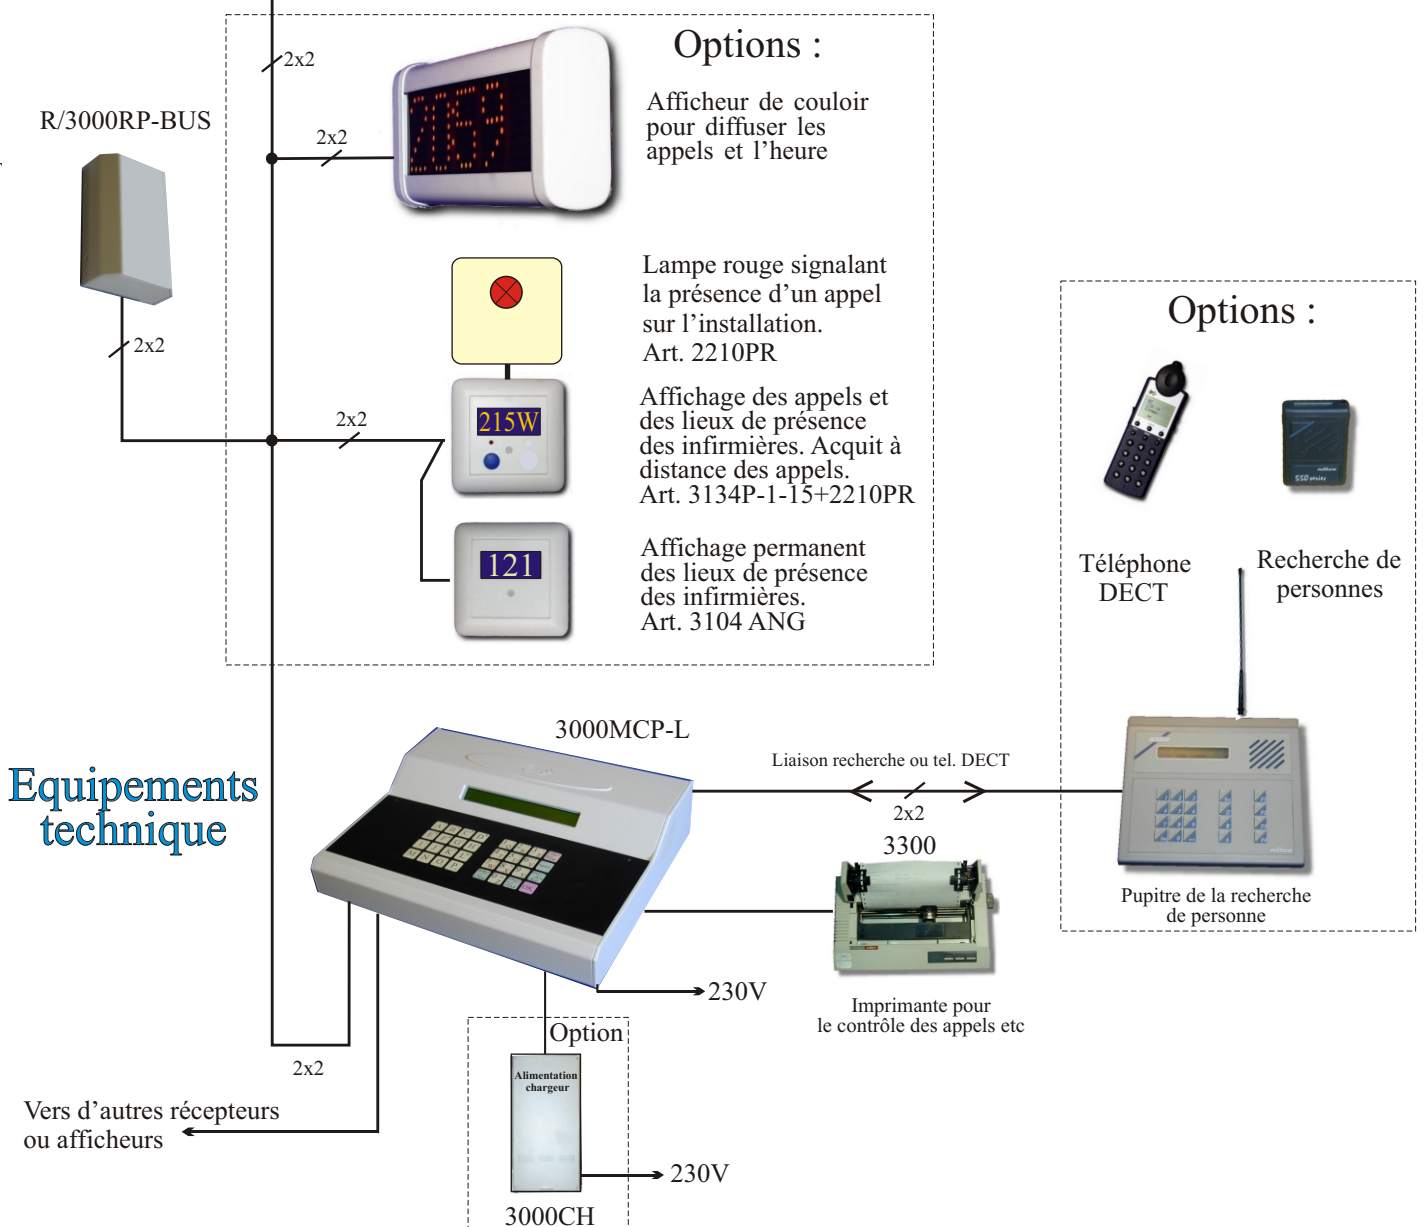 2x2
Options :
R/3000RP-BUS
Afficheur de couloir
pour diffuser les
appels et l’heure
2x2
2169
Lampe rouge signalant
la présence d’un appel
sur l’installation.
Art. 2210PR
2x2
Options :
Affichage des appels et
des lieux de présence
des infirmières. Acquit à
distance des appels.
Art. 3134P-1-15+2210PR
2x2
215W
550 series
Affichage permanent
des lieux de présence
des infirmières.
Art. 3104 ANG
121
Téléphone
DECT
Recherche de
personnes
3000MCP-L
Liaison recherche ou tel. DECT
2x2
Equipements
technique
3300
A B C D
M N O P
OK
Pupitre de la recherche
de personne
230V
Imprimante pour
le contrôle des appels etc
Option
2x2
Alimentation
chargeur
Vers d’autres récepteurs
ou afficheurs
230V
3000CH